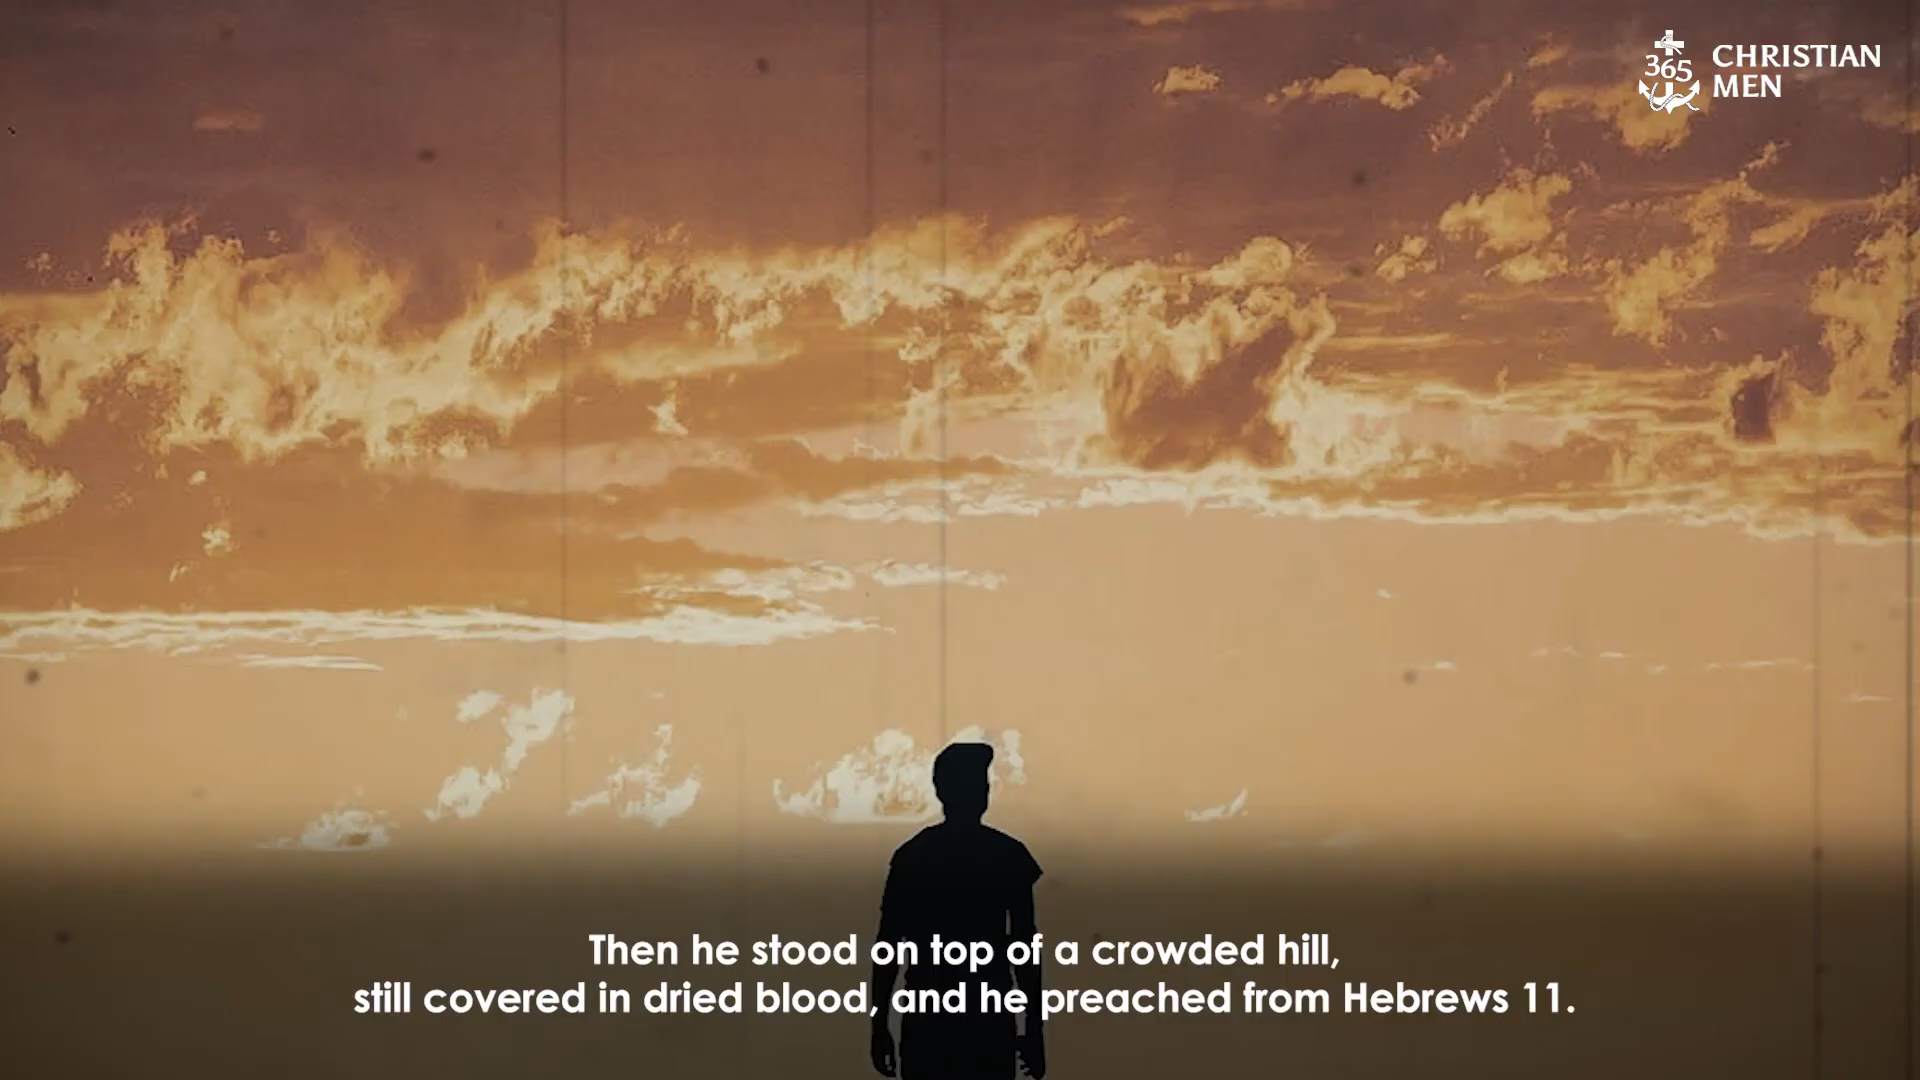 365
CHRISTIAN
MEN
Then he stood on top of a crowded hill,
still covered in dried blood, and he preached from Hebrews 11.